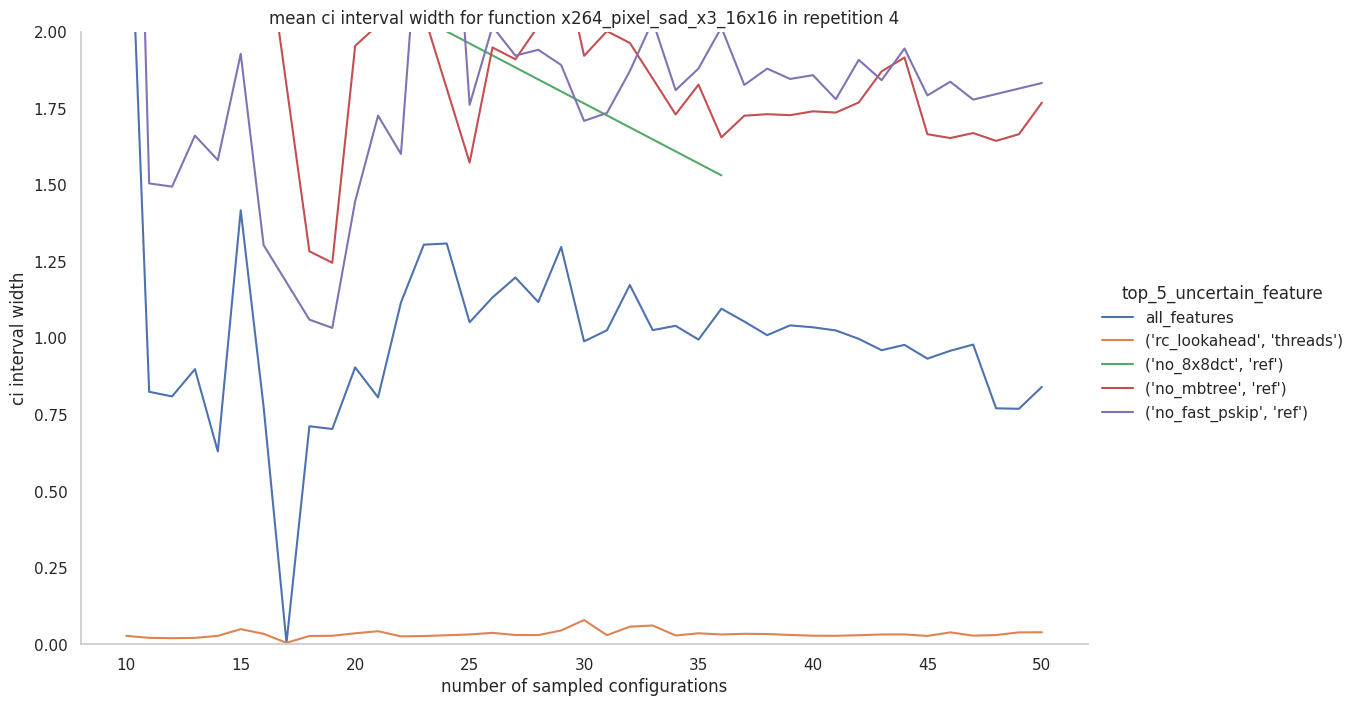 mean ci interval width for function x264_pixel_sad_x3_16x16 in repetition 4
2.00
1.75
1.50
1.25
1.00
0.75
0.50
0.25
0.00
ci interval width
10 15 20 25 30 35 40 45 50
number of sampled configurations
top_5_uncertain_feature
all_features
('rc_lookahead', 'threads')
('no_8x8dct', 'ref')
('no_mbtree', 'ref')
('no_fast_pskip', 'ref')